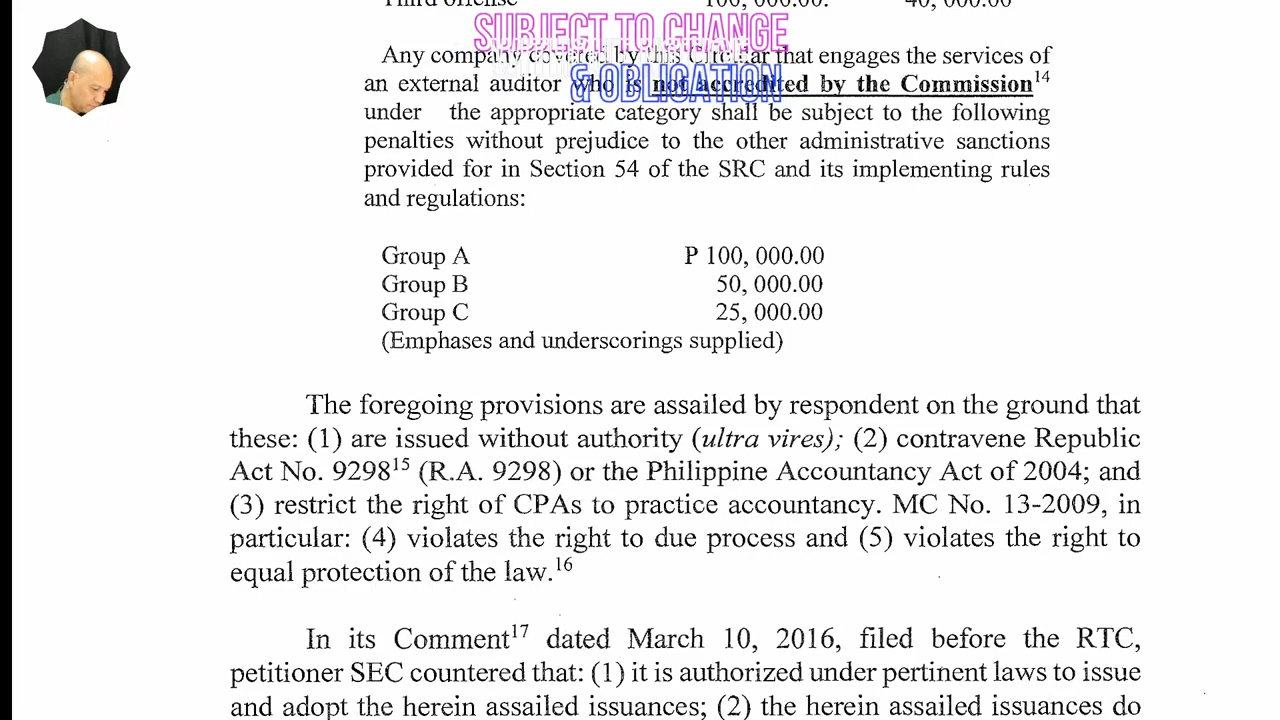 Third offense 100, 000.00. 40, 000.00
SUBJECT TO CHANGE
Any company covered by this Circular that engages the services of
& OBLIGATION
an external auditor who is not accredited by the Commission14
under the appropriate category shall be subject to the following
penalties without prejudice to the other administrative sanctions
provided for in Section 54 of the SRC and its implementing rules
and regulations:
Group A P 100, 000.00
Group B 50, 000.00
Group C 25, 000.00
(Emphases and underscorings supplied)
The foregoing provisions are assailed by respondent on the ground that
these: (1) are issued without authority (ultra vires); (2) contravene Republic
Act No. 929815 (R.A. 9298) or the Philippine Accountancy Act of 2004; and
(3) restrict the right of CPAs to practice accountancy. MC No. 13-2009, in
particular: (4) violates the right to due process and (5) violates the right to
equal protection of the law.16
In its Comment17 dated March 10, 2016, filed before the RTC,
petitioner SEC countered that: (1) it is authorized under pertinent laws to issue
and adopt the herein assailed issuances; (2) the herein assailed issuances do